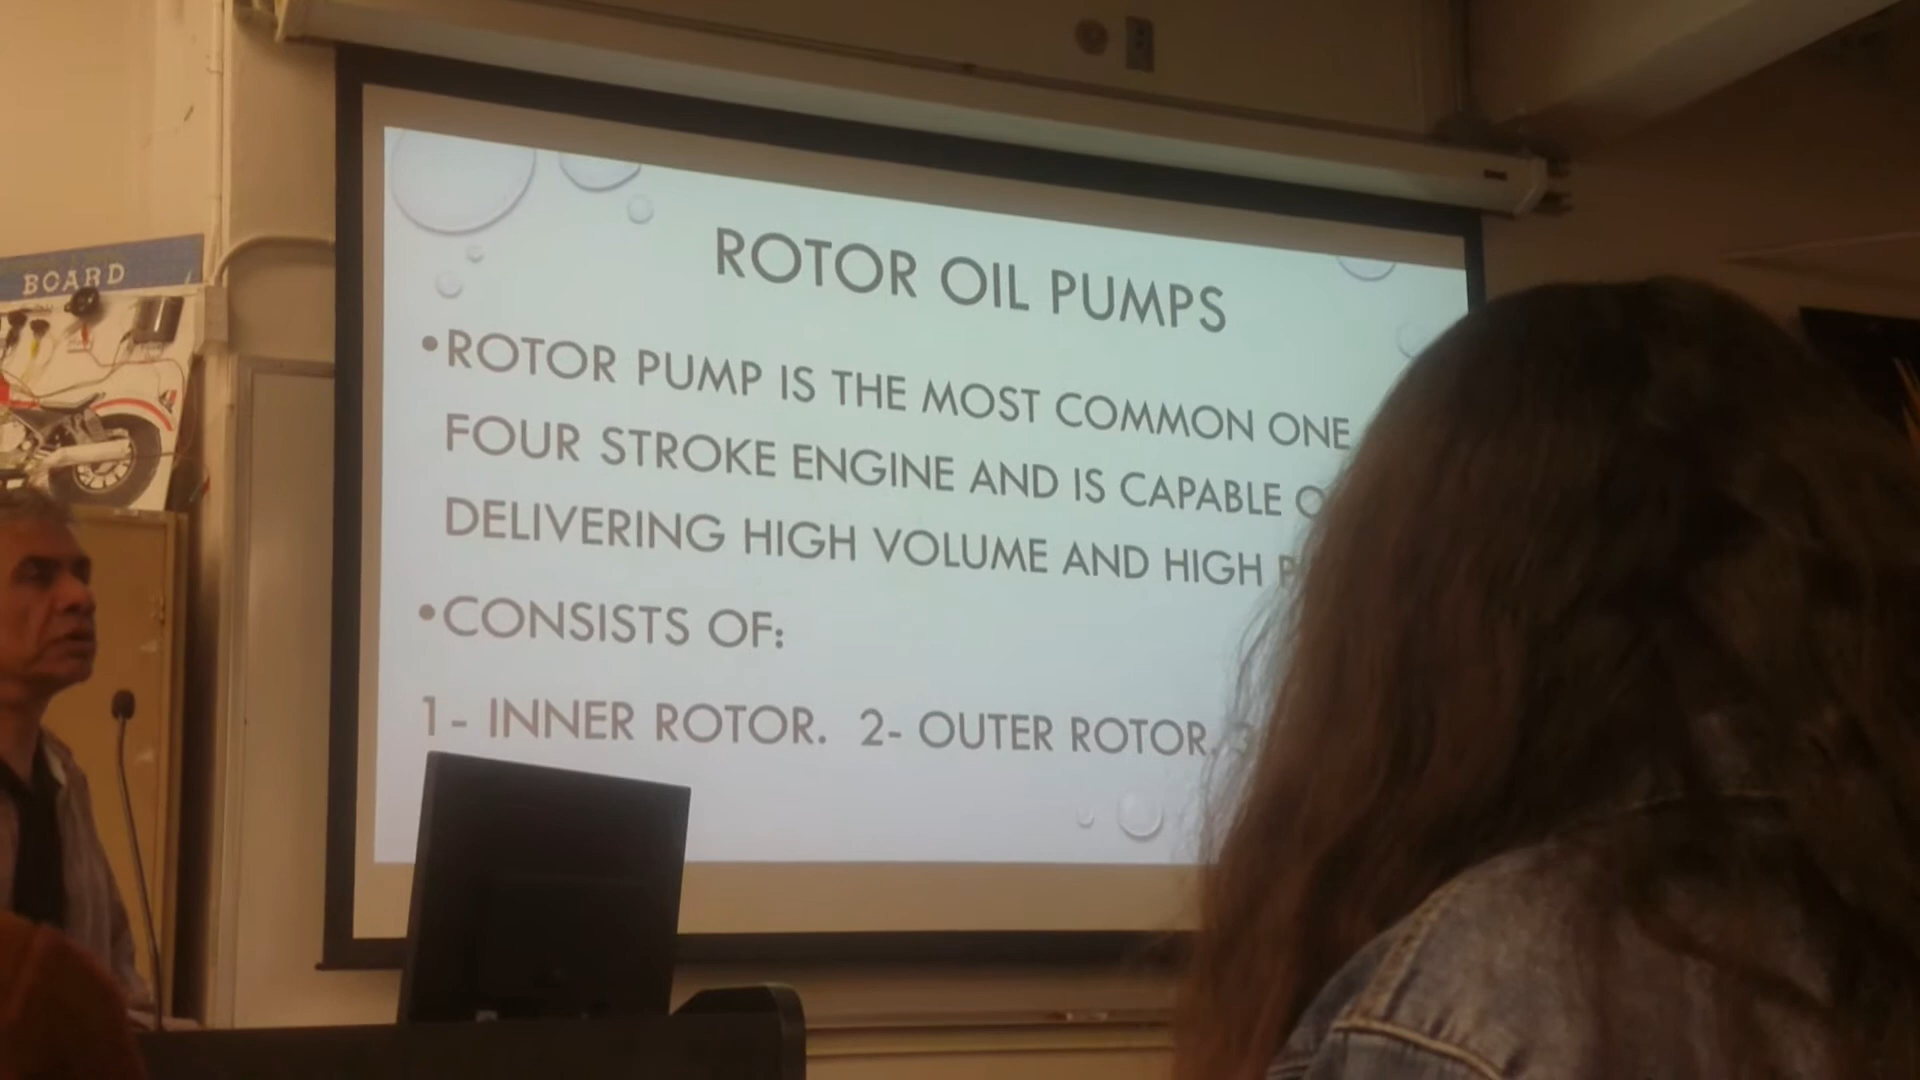 BOARD
ROTOR OIL PUMPS
•ROTOR PUMP IS THE MOST COMMON ONE
FOUR STROKE ENGINE AND IS CAPABLE
DELIVERING HIGH VOLUME AND HIGH
•CONSISTS OF:
1- INNER ROTOR. 2- OUTER ROTOR.